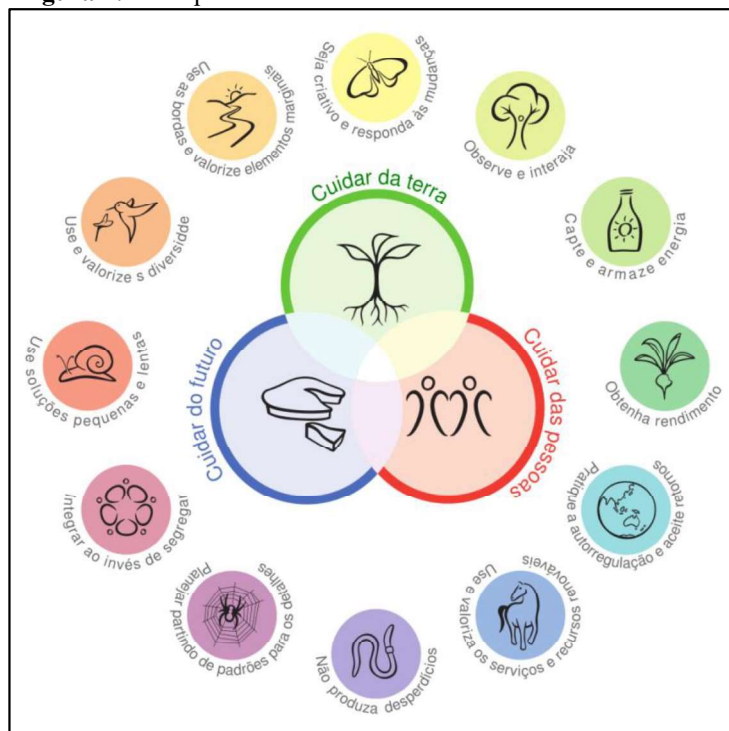 Seja criativo e responda às mudanças
Observe e interaja
Capte e armaze energia
Obtenha rendimento
Pratique a autorregulação e aceite retornos
Use e valoriza os serviços e recursos
renováveis
Não produza desperdícios
Planejar partindo de padrões para os detalhes
integrar ao invés de segregar
Use soluções pequenas e lentas
Use e valorize s diversidde
Use as bordas e valorize elementos marginais
Cuidar da terra
Cuidar das pessoas
Cuidar do futuro